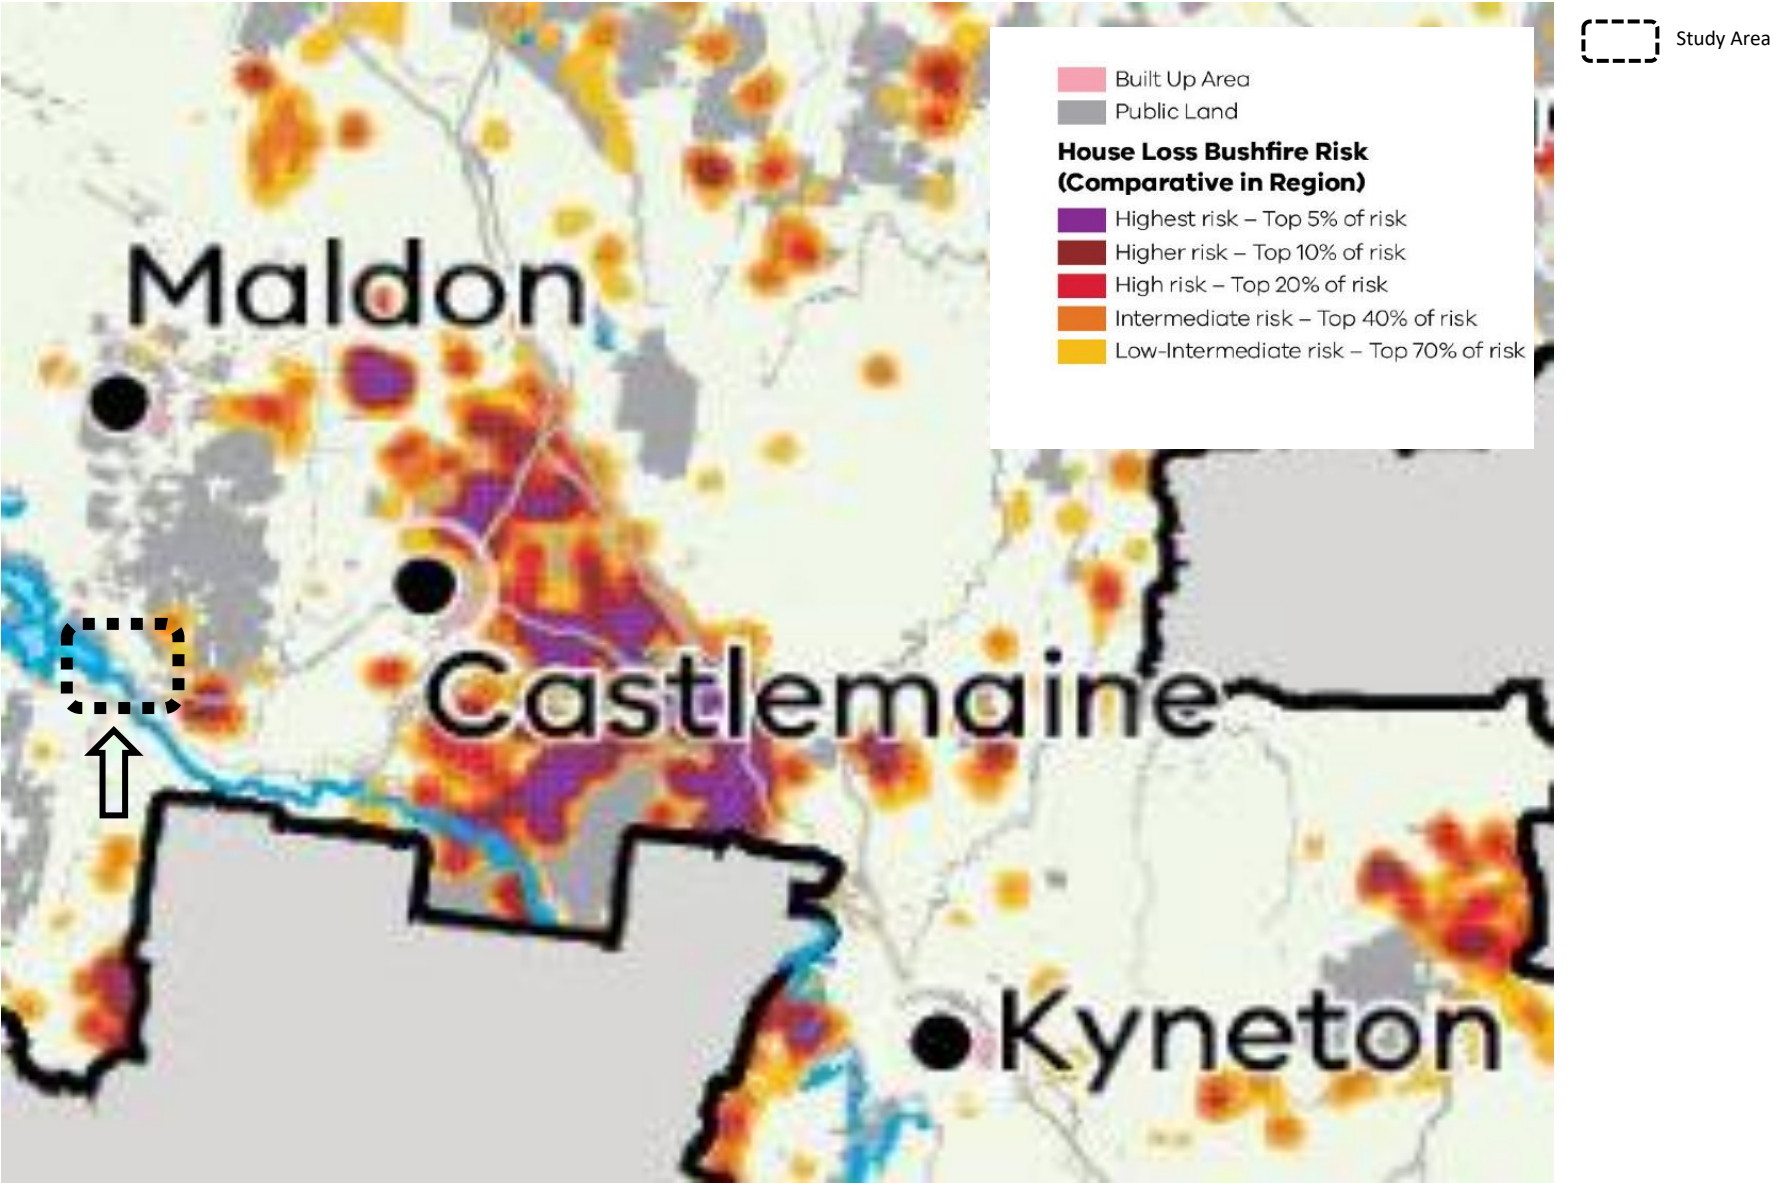 Study Area
Built Up Area
Public Land
House Loss Bushfire Risk
(Comparative in Region)
Highest risk – Top 5% of risk
Higher risk – Top 10% of risk
High risk – Top 20% of risk
Intermediate risk – Top 40% of risk
Low-Intermediate risk – Top 70% of risk
Maldon
Castlemaine
Kyneton